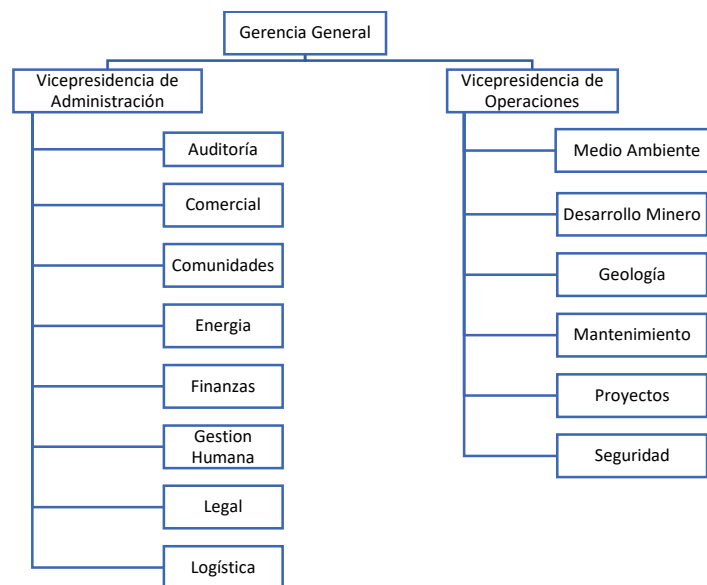 Gerencia General
Vicepresidencia de
Administración
Auditoría
Comercial
Comunidades
Energia
Finanzas
Gestion
Humana
Legal
Logística
Vicepresidencia de
Operaciones
Medio Ambiente
Desarrollo Minero
Geología
Mantenimiento
Proyectos
Seguridad